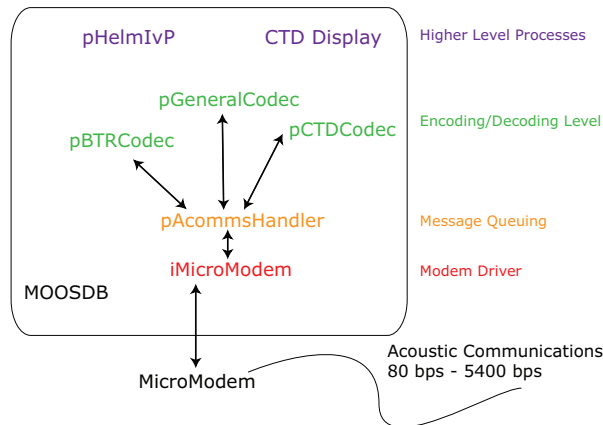 pHelmIvP
CTD Display
Higher Level Processes
pGeneralCodec
pBTRCodec
pCTDCodec
Encoding/Decoding Level
pAcommsHandler
Message Queuing
iMicroModem
Modem Driver
MOOSDB
MicroModem
Acoustic Communications
80 bps - 5400 bps